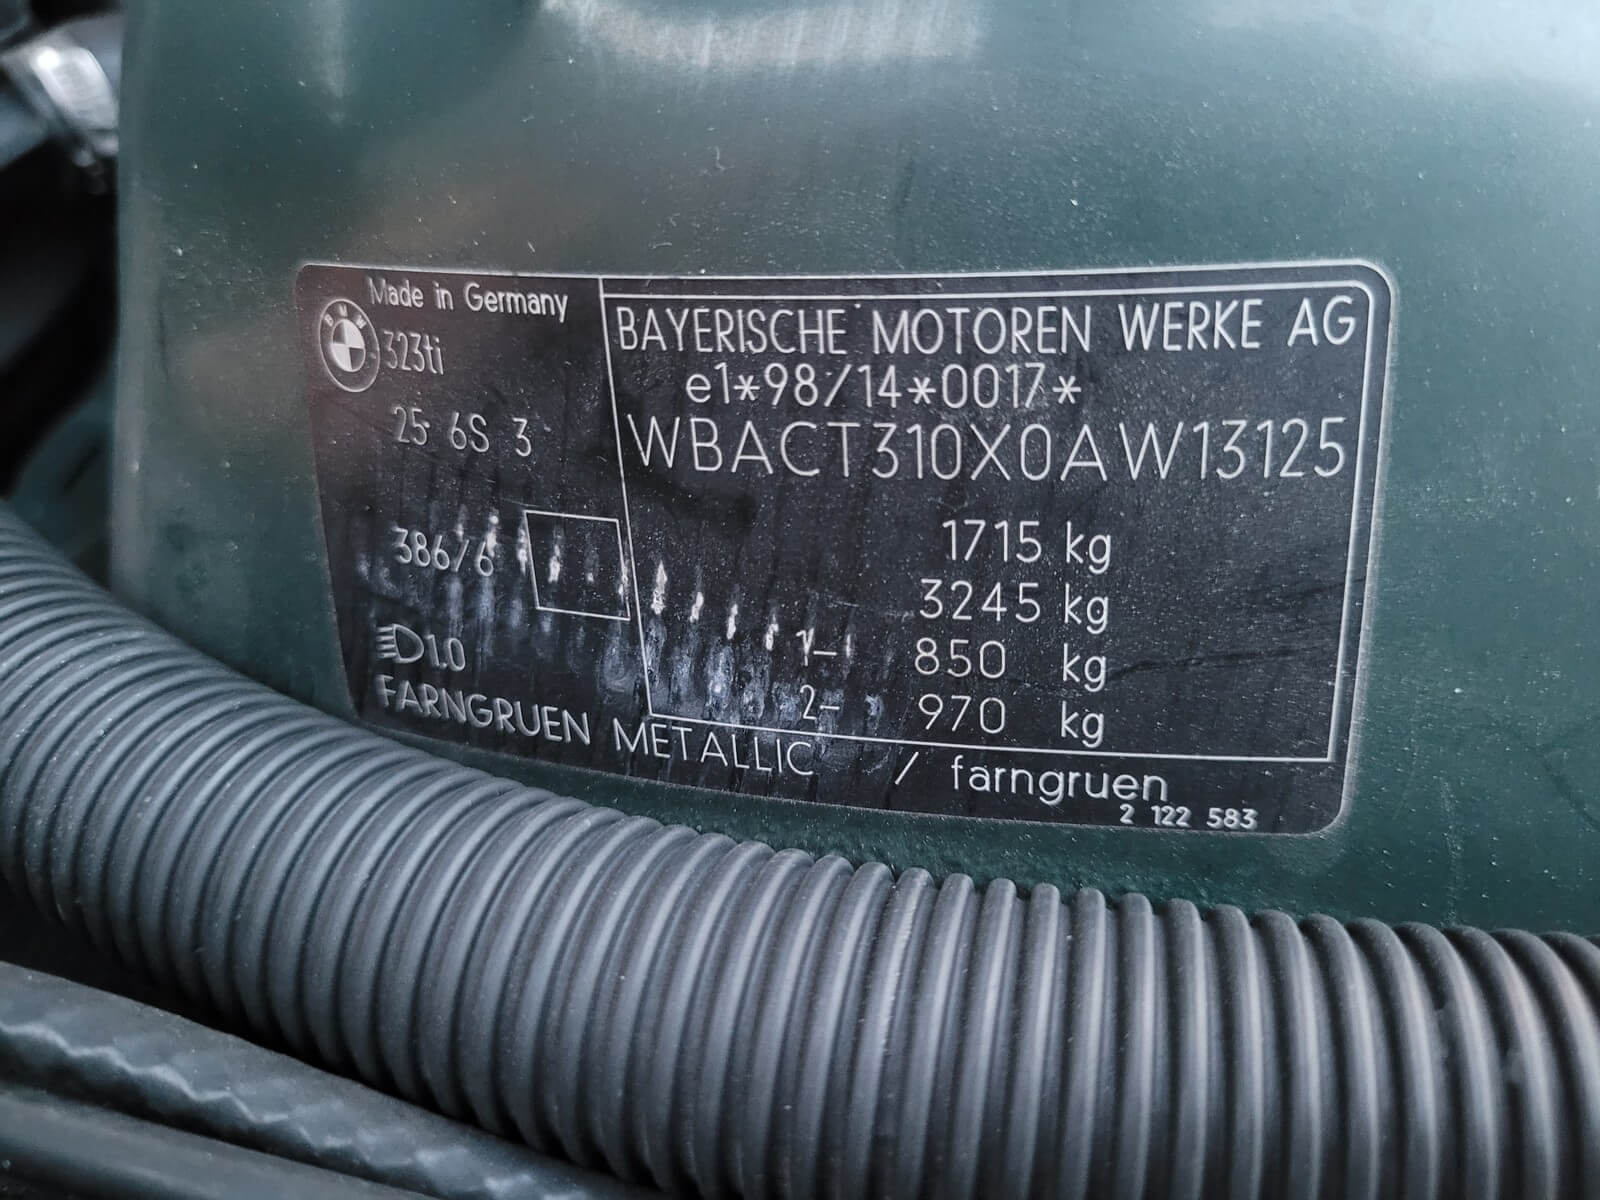 Made in Germany
BMW
323ti
25 6S 3
386/6
D1.0
BAYERISCHE MOTOREN WERKE AG
e1*98/14*0017*
WBACT310X0AW13125
1715 kg
3245 kg
1- 850 kg
2- 970 kg
FARNGRUEN METALLIC / farngruen
2 122 583